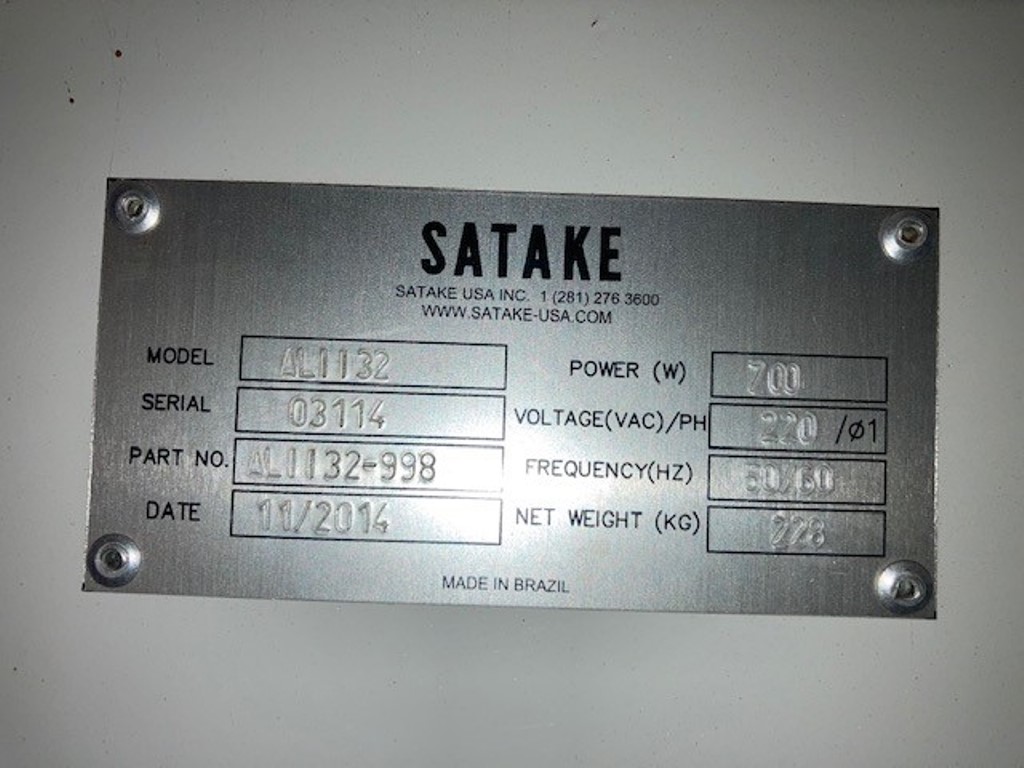 SATAKE
SATAKE USA INC. 1 (281) 276 3600
WWW.SATAKE-USA.COM
MODEL ALII32
SERIAL 03114
PART NO. ALII32-998
DATE 11/2014
POWER (W) 700
VOLTAGE(VAC)/PH 220 /ø1
FREQUENCY(HZ) 50/60
NET WEIGHT (KG) 228
MADE IN BRAZIL